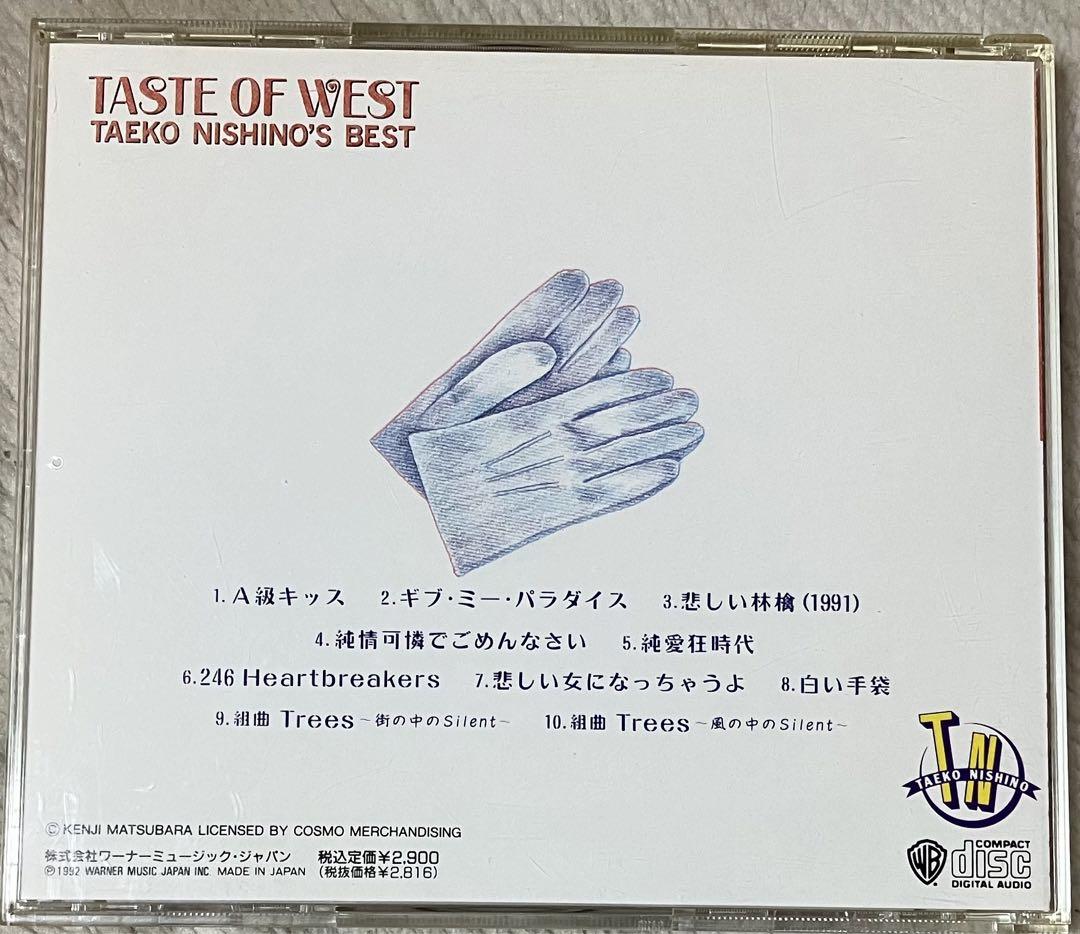 TASTE OF WEST
TAEKO NISHINO'S BEST
1. A級キッス 2.ギブ・ミー・パラダイス 3.悲しい林檎(1991)
4.純情可憐でごめんなさい 5.純愛狂時代
6.246 Heartbreakers 7.悲しい女になっちゃうよ 8.白い手袋
9.組曲 Trees~街の中のSilent~ 10.組曲 Trees~風の中のSilent~
TN
TAEKO NISHINO
© KENJI MATSUBARA LICENSED BY COSMO MERCHANDISING
株式会社ワーナーミュージック・ジャパン 税込定価¥2,900
℗1992 WARNER MUSIC JAPAN INC. MADE IN JAPAN (税抜価格¥2,816)
WB
COMPACT
disc
DIGITAL AUDIO